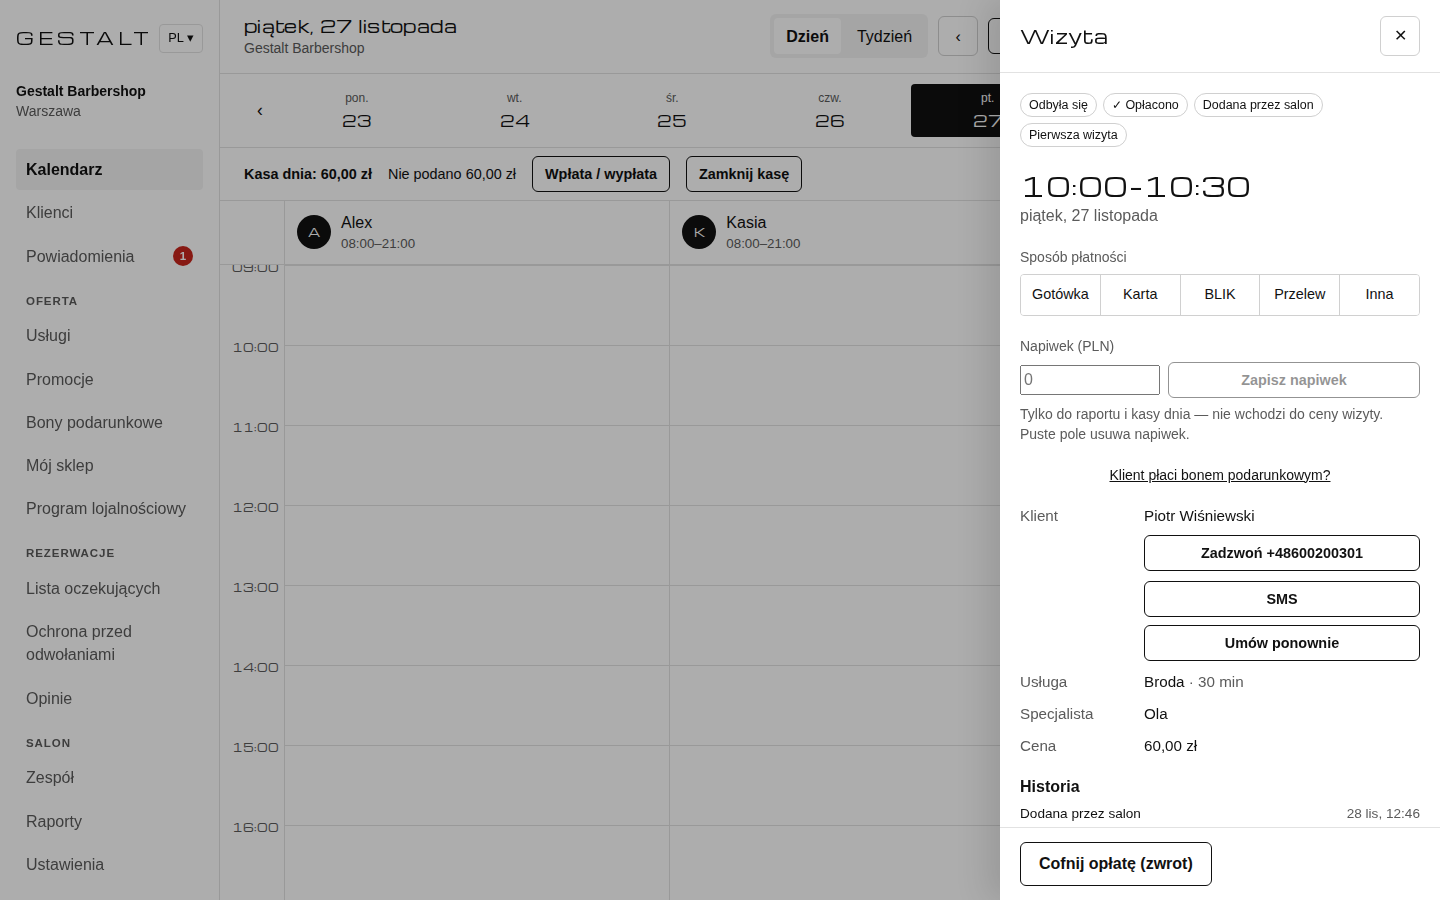 GESTALT
PL ▾
Gestalt Barbershop
Warszawa
Kalendarz
Klienci
Powiadomienia
1
OFERTA
Usługi
Promocje
Bony podarunkowe
Mój sklep
Program lojalnościowy
REZERWACJE
Lista oczekujących
Ochrona przed
odwołaniami
Opinie
SALON
Zespół
Raporty
Ustawienia
piątek, 27 listopada
Gestalt Barbershop
Dzień
Tydzień
‹
‹
pon.
23
wt.
24
śr.
25
czw.
26
pt.
27
Kasa dnia: 60,00 zł
Nie podano 60,00 zł
Wpłata / wypłata
Zamknij kasę
A
Alex
08:00–21:00
K
Kasia
08:00–21:00
09:00
10:00
11:00
12:00
13:00
14:00
15:00
16:00
Wizyta
✕
Odbyła się
✓ Opłacono
Dodana przez salon
Pierwsza wizyta
10:00–10:30
piątek, 27 listopada
Sposób płatności
Gotówka
Karta
BLIK
Przelew
Inna
Napiwek (PLN)
0
Zapisz napiwek
Tylko do raportu i kasy dnia — nie wchodzi do ceny wizyty.
Puste pole usuwa napiwek.
Klient płaci bonem podarunkowym?
Klient
Piotr Wiśniewski
Zadzwoń +48600200301
SMS
Umów ponownie
Usługa
Broda · 30 min
Specjalista
Ola
Cena
60,00 zł
Historia
Dodana przez salon
28 lis, 12:46
Cofnij opłatę (zwrot)